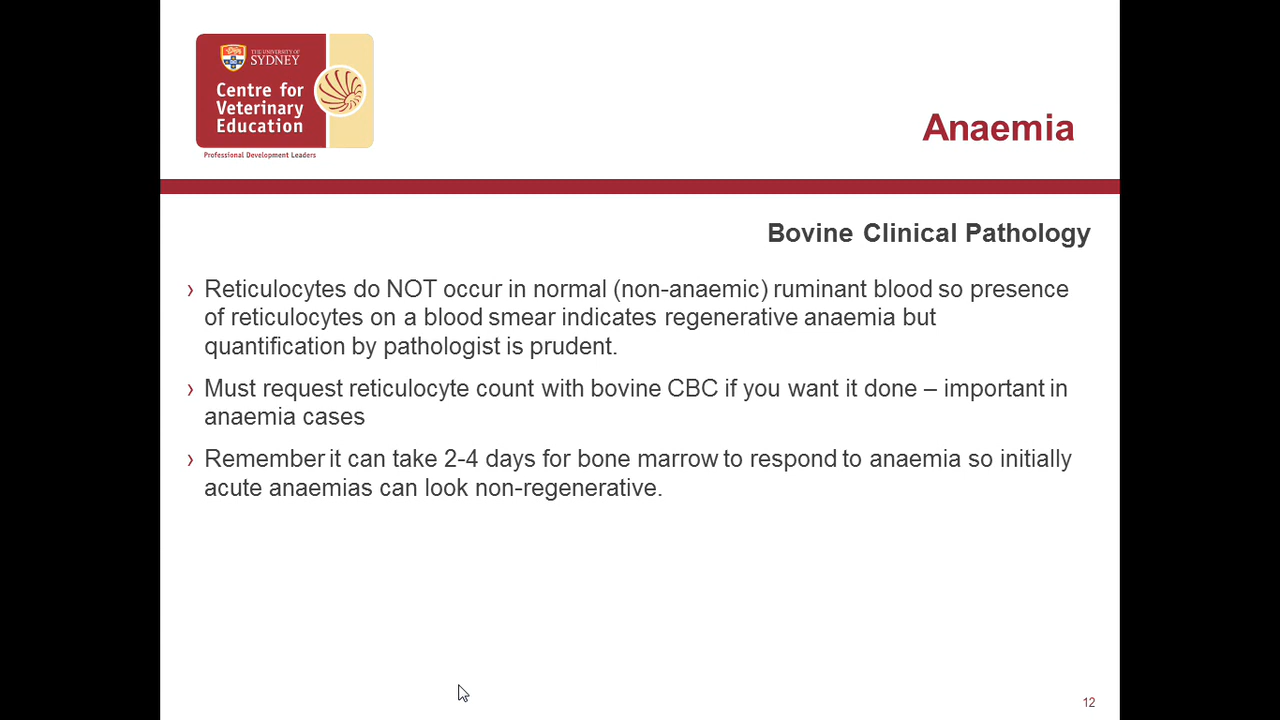 THE UNIVERSITY OF
SYDNEY
Centre for
Veterinary
Education
Professional Development Leaders
Anaemia
Bovine Clinical Pathology
› Reticulocytes do NOT occur in normal (non-anaemic) ruminant blood so presence
of reticulocytes on a blood smear indicates regenerative anaemia but
quantification by pathologist is prudent.
› Must request reticulocyte count with bovine CBC if you want it done – important in
anaemia cases
› Remember it can take 2-4 days for bone marrow to respond to anaemia so initially
acute anaemias can look non-regenerative.
12